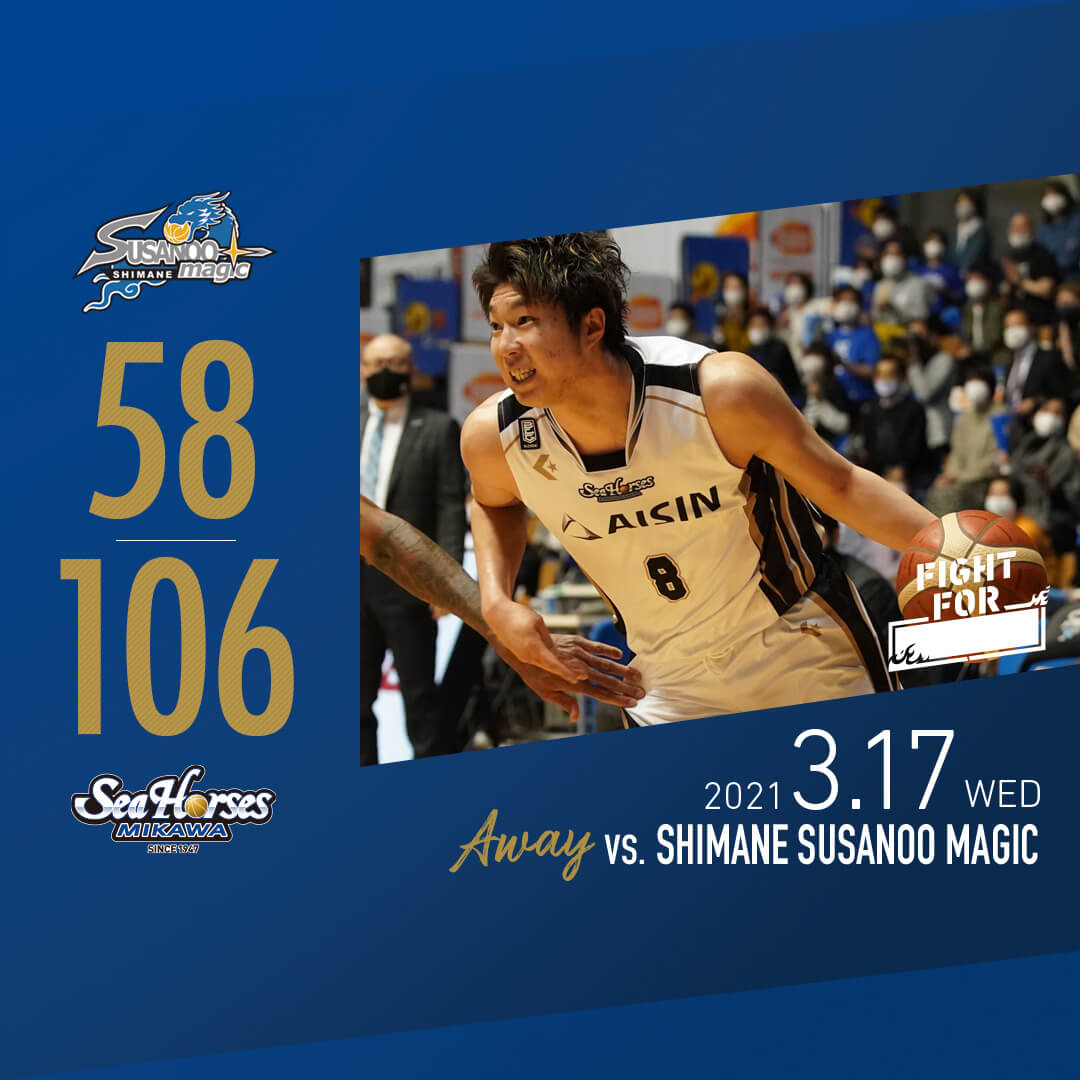 SUSANOO
SHIMANE magic
58
106
SeaHorses
MIKAWA
SINCE 1947
SeaHorses
AISIN
8
FIGHT
FOR
2021 3.17 WED
Away vs. SHIMANE SUSANOO MAGIC